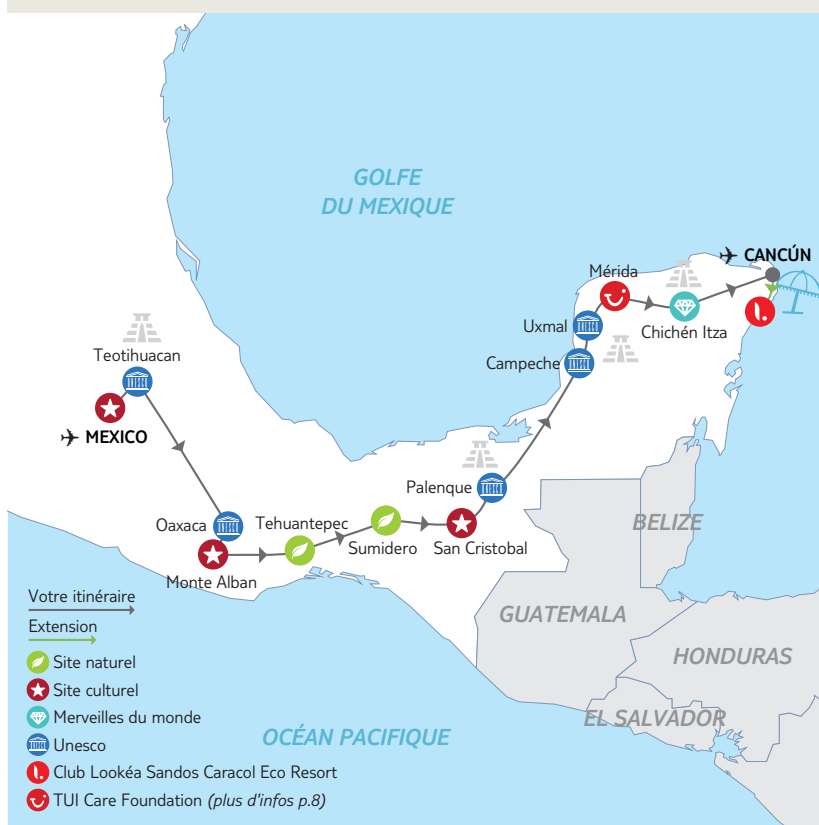 GOLFE
DU MEXIQUE
CANCÚN
Mérida
Uxmal
Chichén Itza
Campeche
Teotihuacan
MEXICO
Palenque
Oaxaca
Tehuantepec
Sumidero
San Cristobal
Monte Alban
BELIZE
GUATEMALA
HONDURAS
EL SALVADOR
OCÉAN PACIFIQUE
Votre itinéraire
Extension
Site naturel
Site culturel
Merveilles du monde
Unesco
Club Lookéa Sandos Caracol Eco Resort
TUI Care Foundation (plus d'infos p.8)